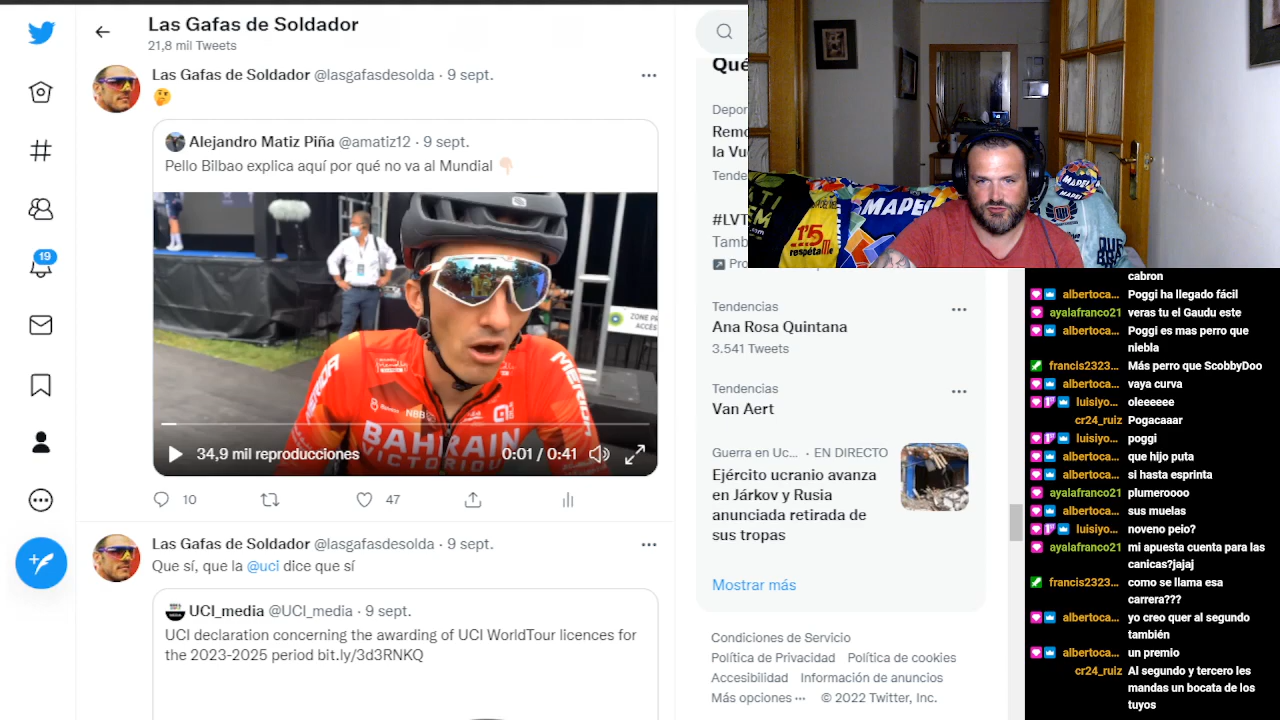 Las Gafas de Soldador
21,8 mil Tweets
Las Gafas de Soldador @lasgafasdesolda · 9 sept.
🤔
Alejandro Matiz Piña @amatiz12 · 9 sept.
Pello Bilbao explica aquí por qué no va al Mundial 👇🏻
MERIDA
MERIDA
BAHRAIN
VICTORIOUS
ZONE
34,9 mil reproducciones
0:01 / 0:41
10
47
Las Gafas de Soldador @lasgafasdesolda · 9 sept.
Que sí, que la @uci dice que sí
UCI_media @UCI_media · 9 sept.
UCI declaration concerning the awarding of UCI WorldTour licences for
the 2023-2025 period bit.ly/3d3RNKQ
19
Qué
Depor
Remo
la Vu
Tende
#LVT
Tamb
Pro
Tendencias
Ana Rosa Quintana
3.541 Tweets
Tendencias
Van Aert
Guerra en Uc... · EN DIRECTO
Ejército ucranio avanza
en Járkov y Rusia
anunciada retirada de
sus tropas
Mostrar más
Condiciones de Servicio
Política de Privacidad Política de cookies
Accesibilidad Información de anuncios
Más opciones ··· © 2022 Twitter, Inc.
MAPEI
MAPEI
MAPEI
1'5
respétame
cabron
albertoca... Poggi ha llegado fácil
ayalafranco21 veras tu el Gaudu este
albertoca... Poggi es mas perro que
niebla
francis2323... Más perro que ScobbyDoo
albertoca... vaya curva
luisiyo... oleeeeee
cr24_ruiz Pogacaaar
luisiyo... poggi
albertoca... que hijo puta
albertoca... si hasta esprinta
ayalafranco21 plumeroooo
albertoca... sus muelas
luisiyo... noveno peio?
ayalafranco21 mi apuesta cuenta para las
canicas?jajaj
francis2323... como se llama esa
carrera???
albertoca... yo creo quer al segundo
también
albertoca... un premio
cr24_ruiz Al segundo y tercero les
mandas un bocata de los
tuyos